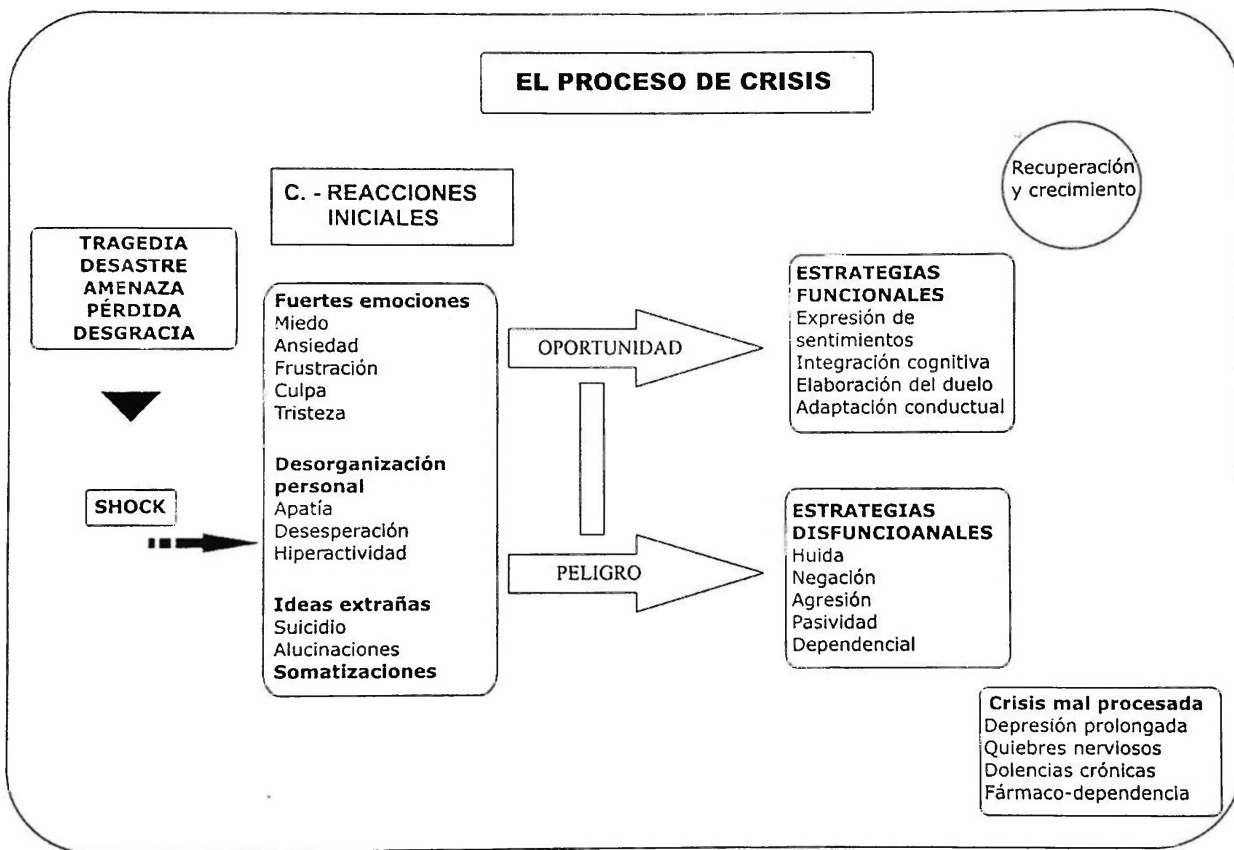 EL PROCESO DE CRISIS
Recuperación
y crecimiento
C. - REACCIONES
INICIALES
TRAGEDIA
DESASTRE
AMENAZA
PÉRDIDA
DESGRACIA
SHOCK
Fuertes emociones
Miedo
Ansiedad
Frustración
Culpa
Tristeza
Desorganización
personal
Apatía
Desesperación
Hiperactividad
Ideas extrañas
Suicidio
Alucinaciones
Somatizaciones
OPORTUNIDAD
PELIGRO
ESTRATEGIAS
FUNCIONALES
Expresión de
sentimientos
Integración cognitiva
Elaboración del duelo
Adaptación conductual
ESTRATEGIAS
DISFUNCIOANALES
Huida
Negación
Agresión
Pasividad
Dependencial
Crisis mal procesada
Depresión prolongada
Quiebres nerviosos
Dolencias crónicas
Fármaco-dependencia